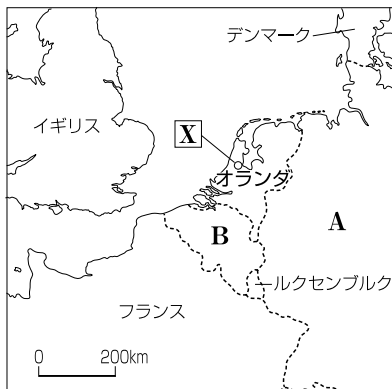 デンマーク
イギリス
X
オランダ
A
B
ルクセンブルク
フランス
0 200km